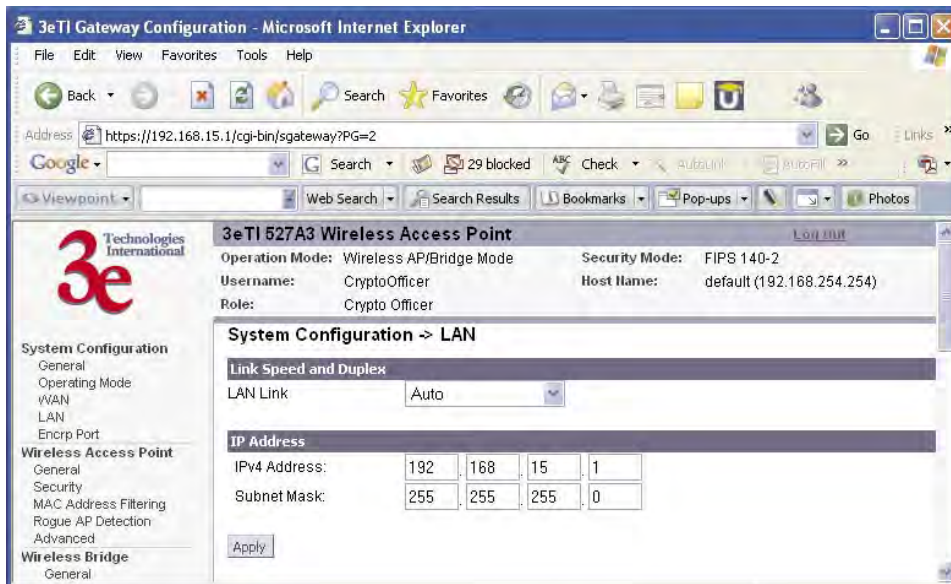 3eTI Gateway Configuration - Microsoft Internet Explorer
File Edit View Favorites Tools Help
Back Search Favorites
Address https://192.168.15.1/cgi-bin/sgateway?PG=2 Go Links »
Google Search 29 blocked ABC Check AutoLink AutoFill »
Viewpoint Web Search Search Results Bookmarks Pop-ups Photos
3e Technologies International
3eTI 527A3 Wireless Access Point Log Out
Operation Mode: Wireless AP/Bridge Mode Security Mode: FIPS 140-2
Username: CryptoOfficer Host Name: default (192.168.254.254)
Role: Crypto Officer
System Configuration
General
Operating Mode
WAN
LAN
Encrp Port
Wireless Access Point
General
Security
MAC Address Filtering
Rogue AP Detection
Advanced
Wireless Bridge
General
System Configuration -> LAN
Link Speed and Duplex
LAN Link Auto
IP Address
IPv4 Address: 192 . 168 . 15 . 1
Subnet Mask: 255 . 255 . 255 . 0
Apply